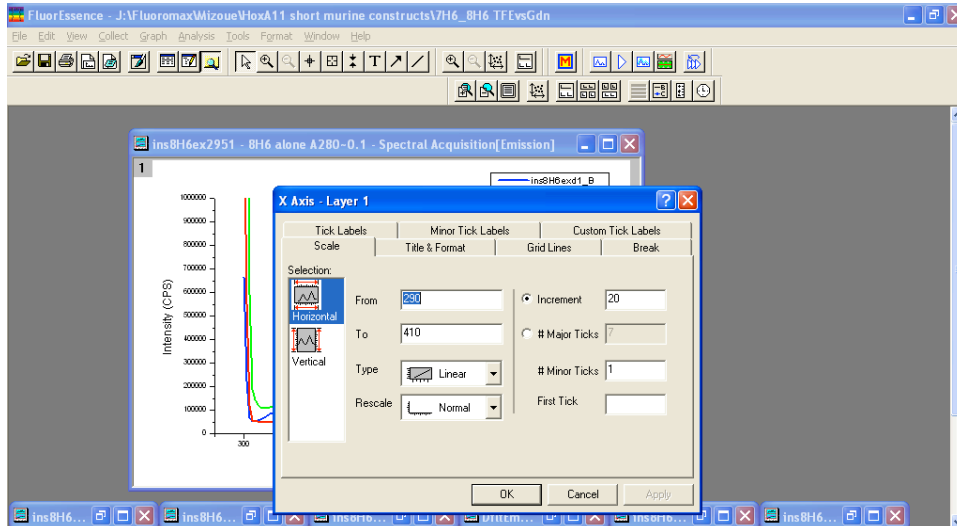 FluorEssence - J:\Fluoromax\Mizoue\HoxA11 short murine constructs\7H6_8H6 TFEvsGdn
File Edit View Collect Graph Analysis Tools Format Window Help
T
M
ins8H6ex2951 - 8H6 alone A280-0.1 - Spectral Acquisition[Emission]
1
ins8H6exd1_B
1000000
900000
800000
700000
600000
500000
400000
300000
200000
100000
0
300
Intensity (CPS)
X Axis - Layer 1
Tick Labels Minor Tick Labels Custom Tick Labels
Scale Title & Format Grid Lines Break
Selection:
Horizontal
Vertical
From 290
To 410
Type Linear
Rescale Normal
Increment 20
# Major Ticks 7
# Minor Ticks 1
First Tick
OK Cancel Apply
ins8H6... ins8H6... ins8H6... ins8H6... ins8H6...